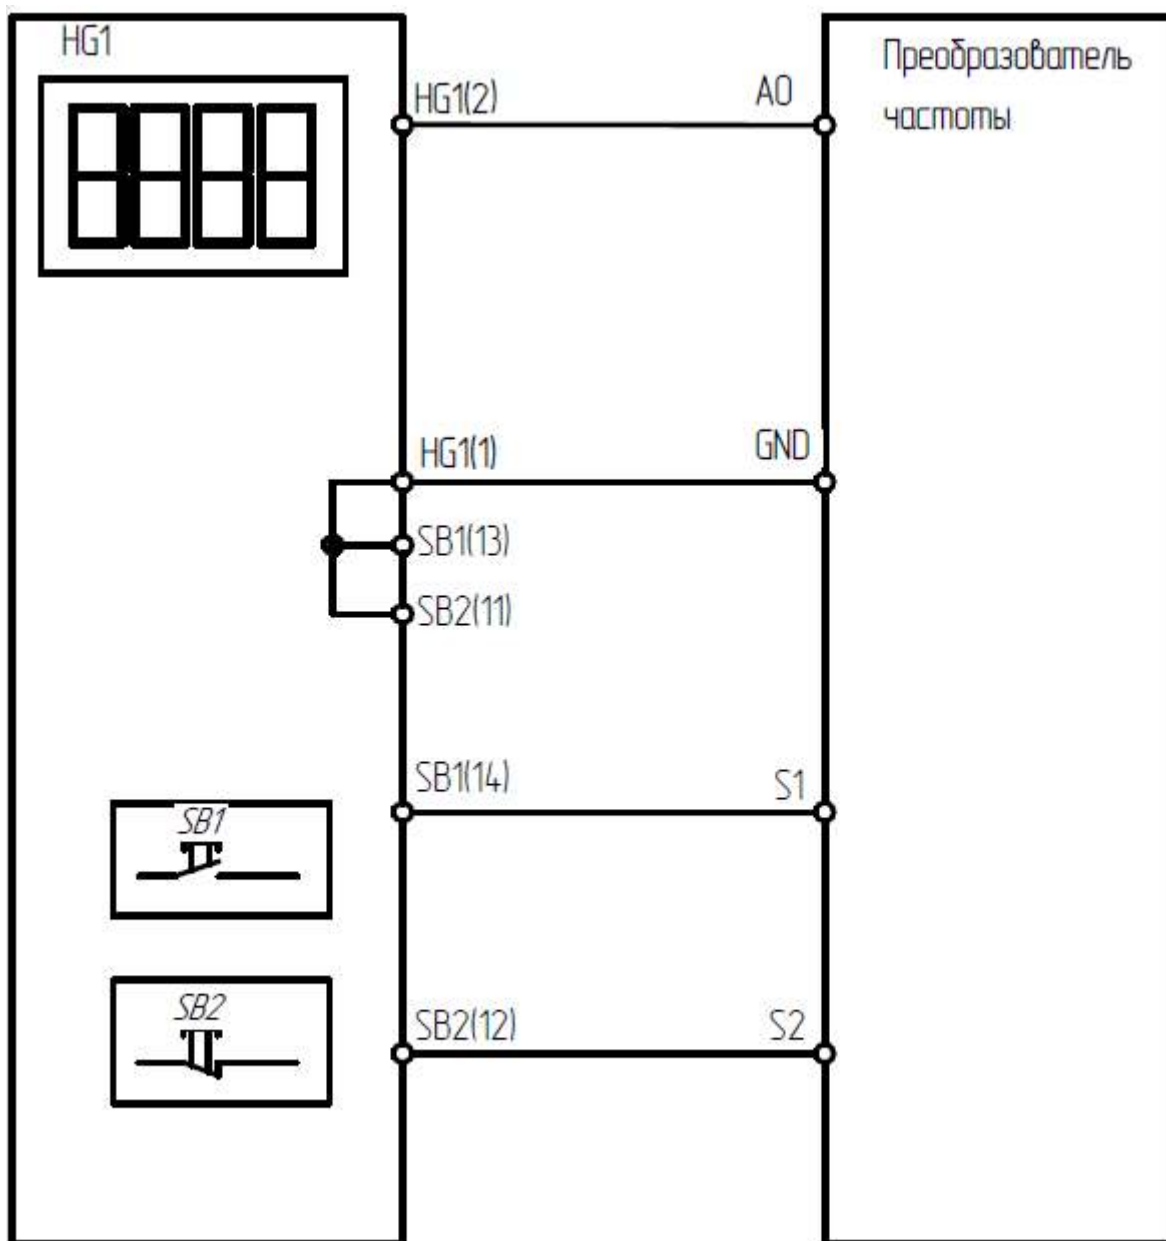 HG1
Преобразователь
частоты
HG1(2)
AO
HG1(1)
GND
SB1(13)
SB2(11)
SB1(14)
S1
SB1
SB2
SB2(12)
S2